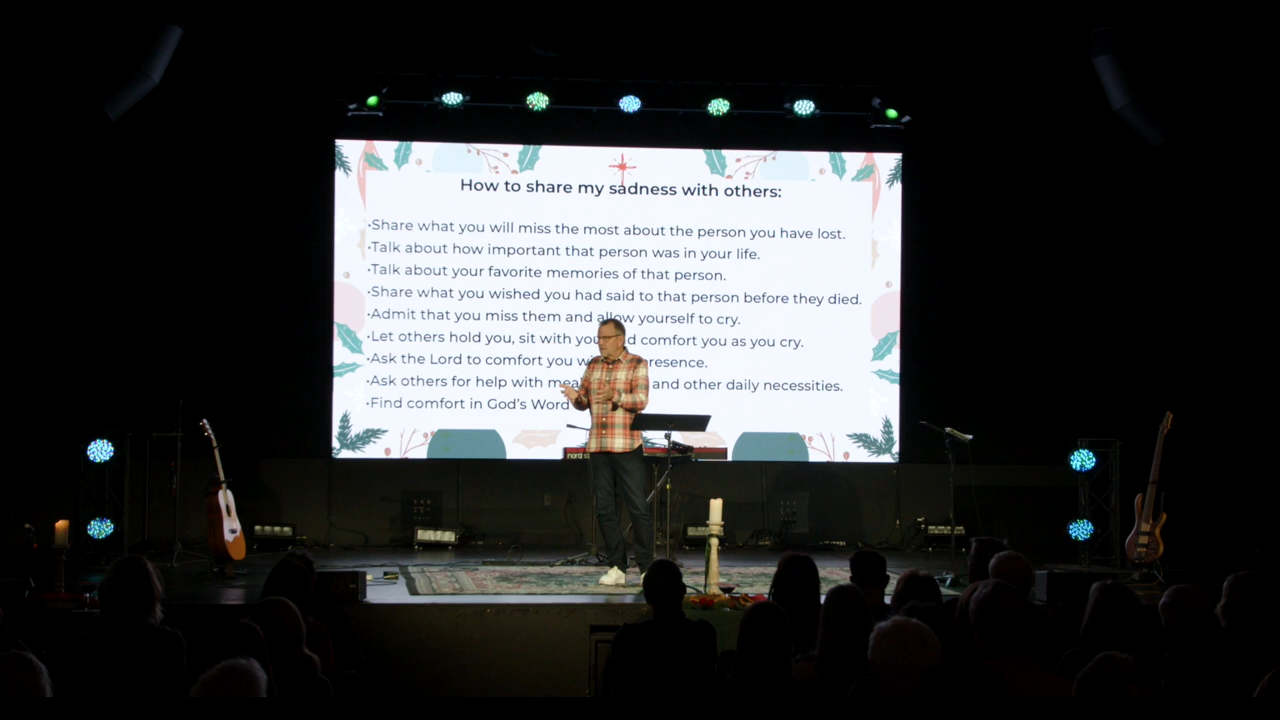 How to share my sadness with others:
•Share what you will miss the most about the person you have lost.
•Talk about how important that person was in your life.
•Talk about your favorite memories of that person.
•Share what you wished you had said to that person before they died.
•Admit that you miss them and allow yourself to cry.
•Let others hold you, sit with you and comfort you as you cry.
•Ask the Lord to comfort you presence.
•Ask others for help with and other daily necessities.
•Find comfort in God's Word
nord